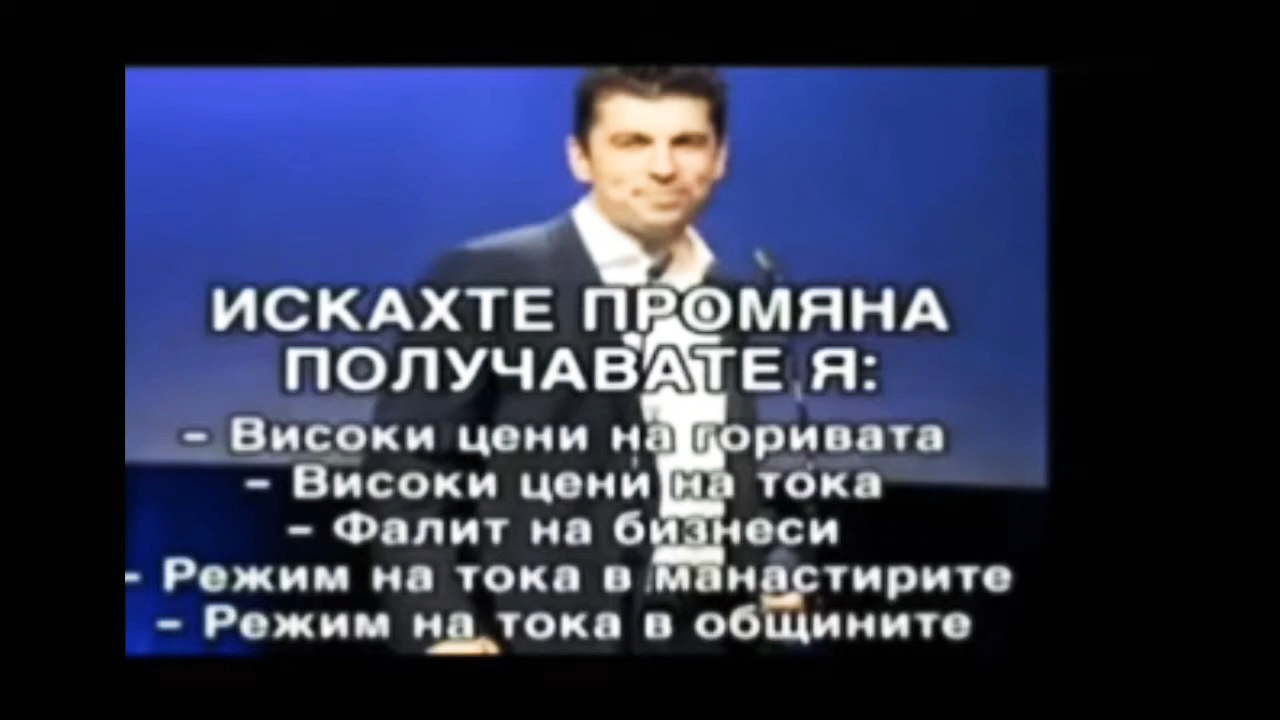 ИСКАХТЕ ПРОМЯНА
ПОЛУЧАВАТЕ Я:
– Високи цени на горивата
– Високи цени на тока
– Фалит на бизнеси
- Режим на тока в манастирите
– Режим на тока в общините